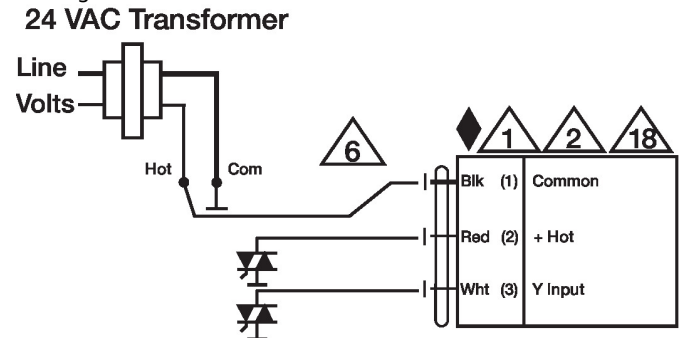 24 VAC Transformer
Line
Volts
Hot
Com
6
1
2
18
Blk (1) Common
Red (2) + Hot
Wht (3) Y Input